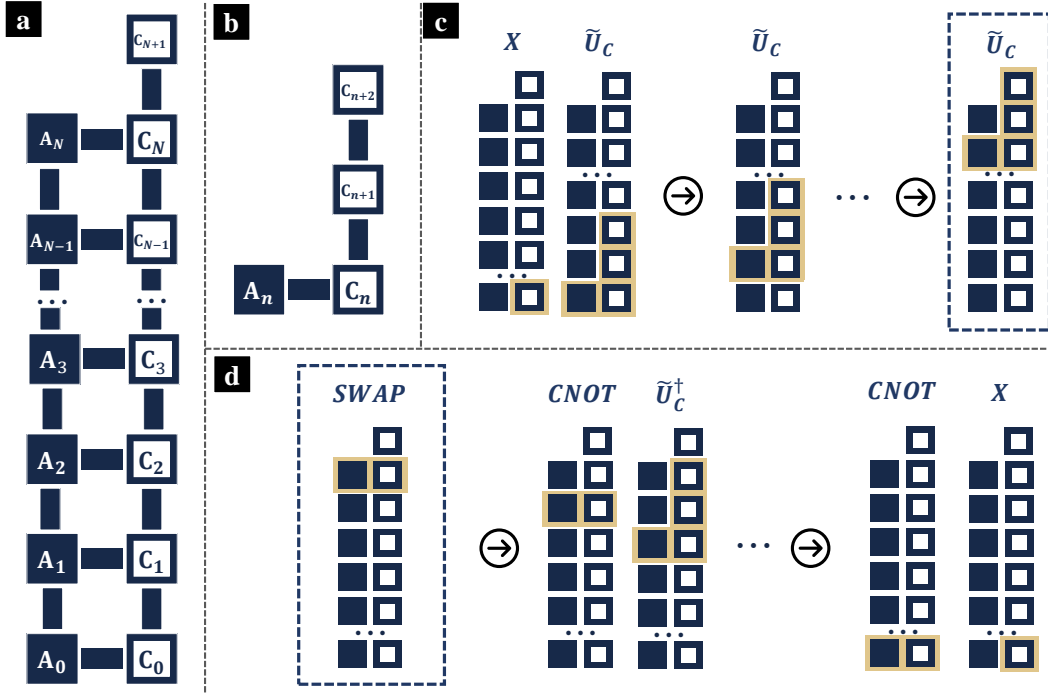 a
C_{N+1}
A_N
C_N
A_{N-1}
C_{N-1}
...
...
A_3
C_3
A_2
C_2
A_1
C_1
A_0
C_0
b
C_{n+2}
C_{n+1}
A_n
C_n
c
X
Ũ_C
Ũ_C
Ũ_C
...
...
...
...
...
d
SWAP
CNOT
Ũ_C^†
CNOT
X
...
...
...
...
...
...